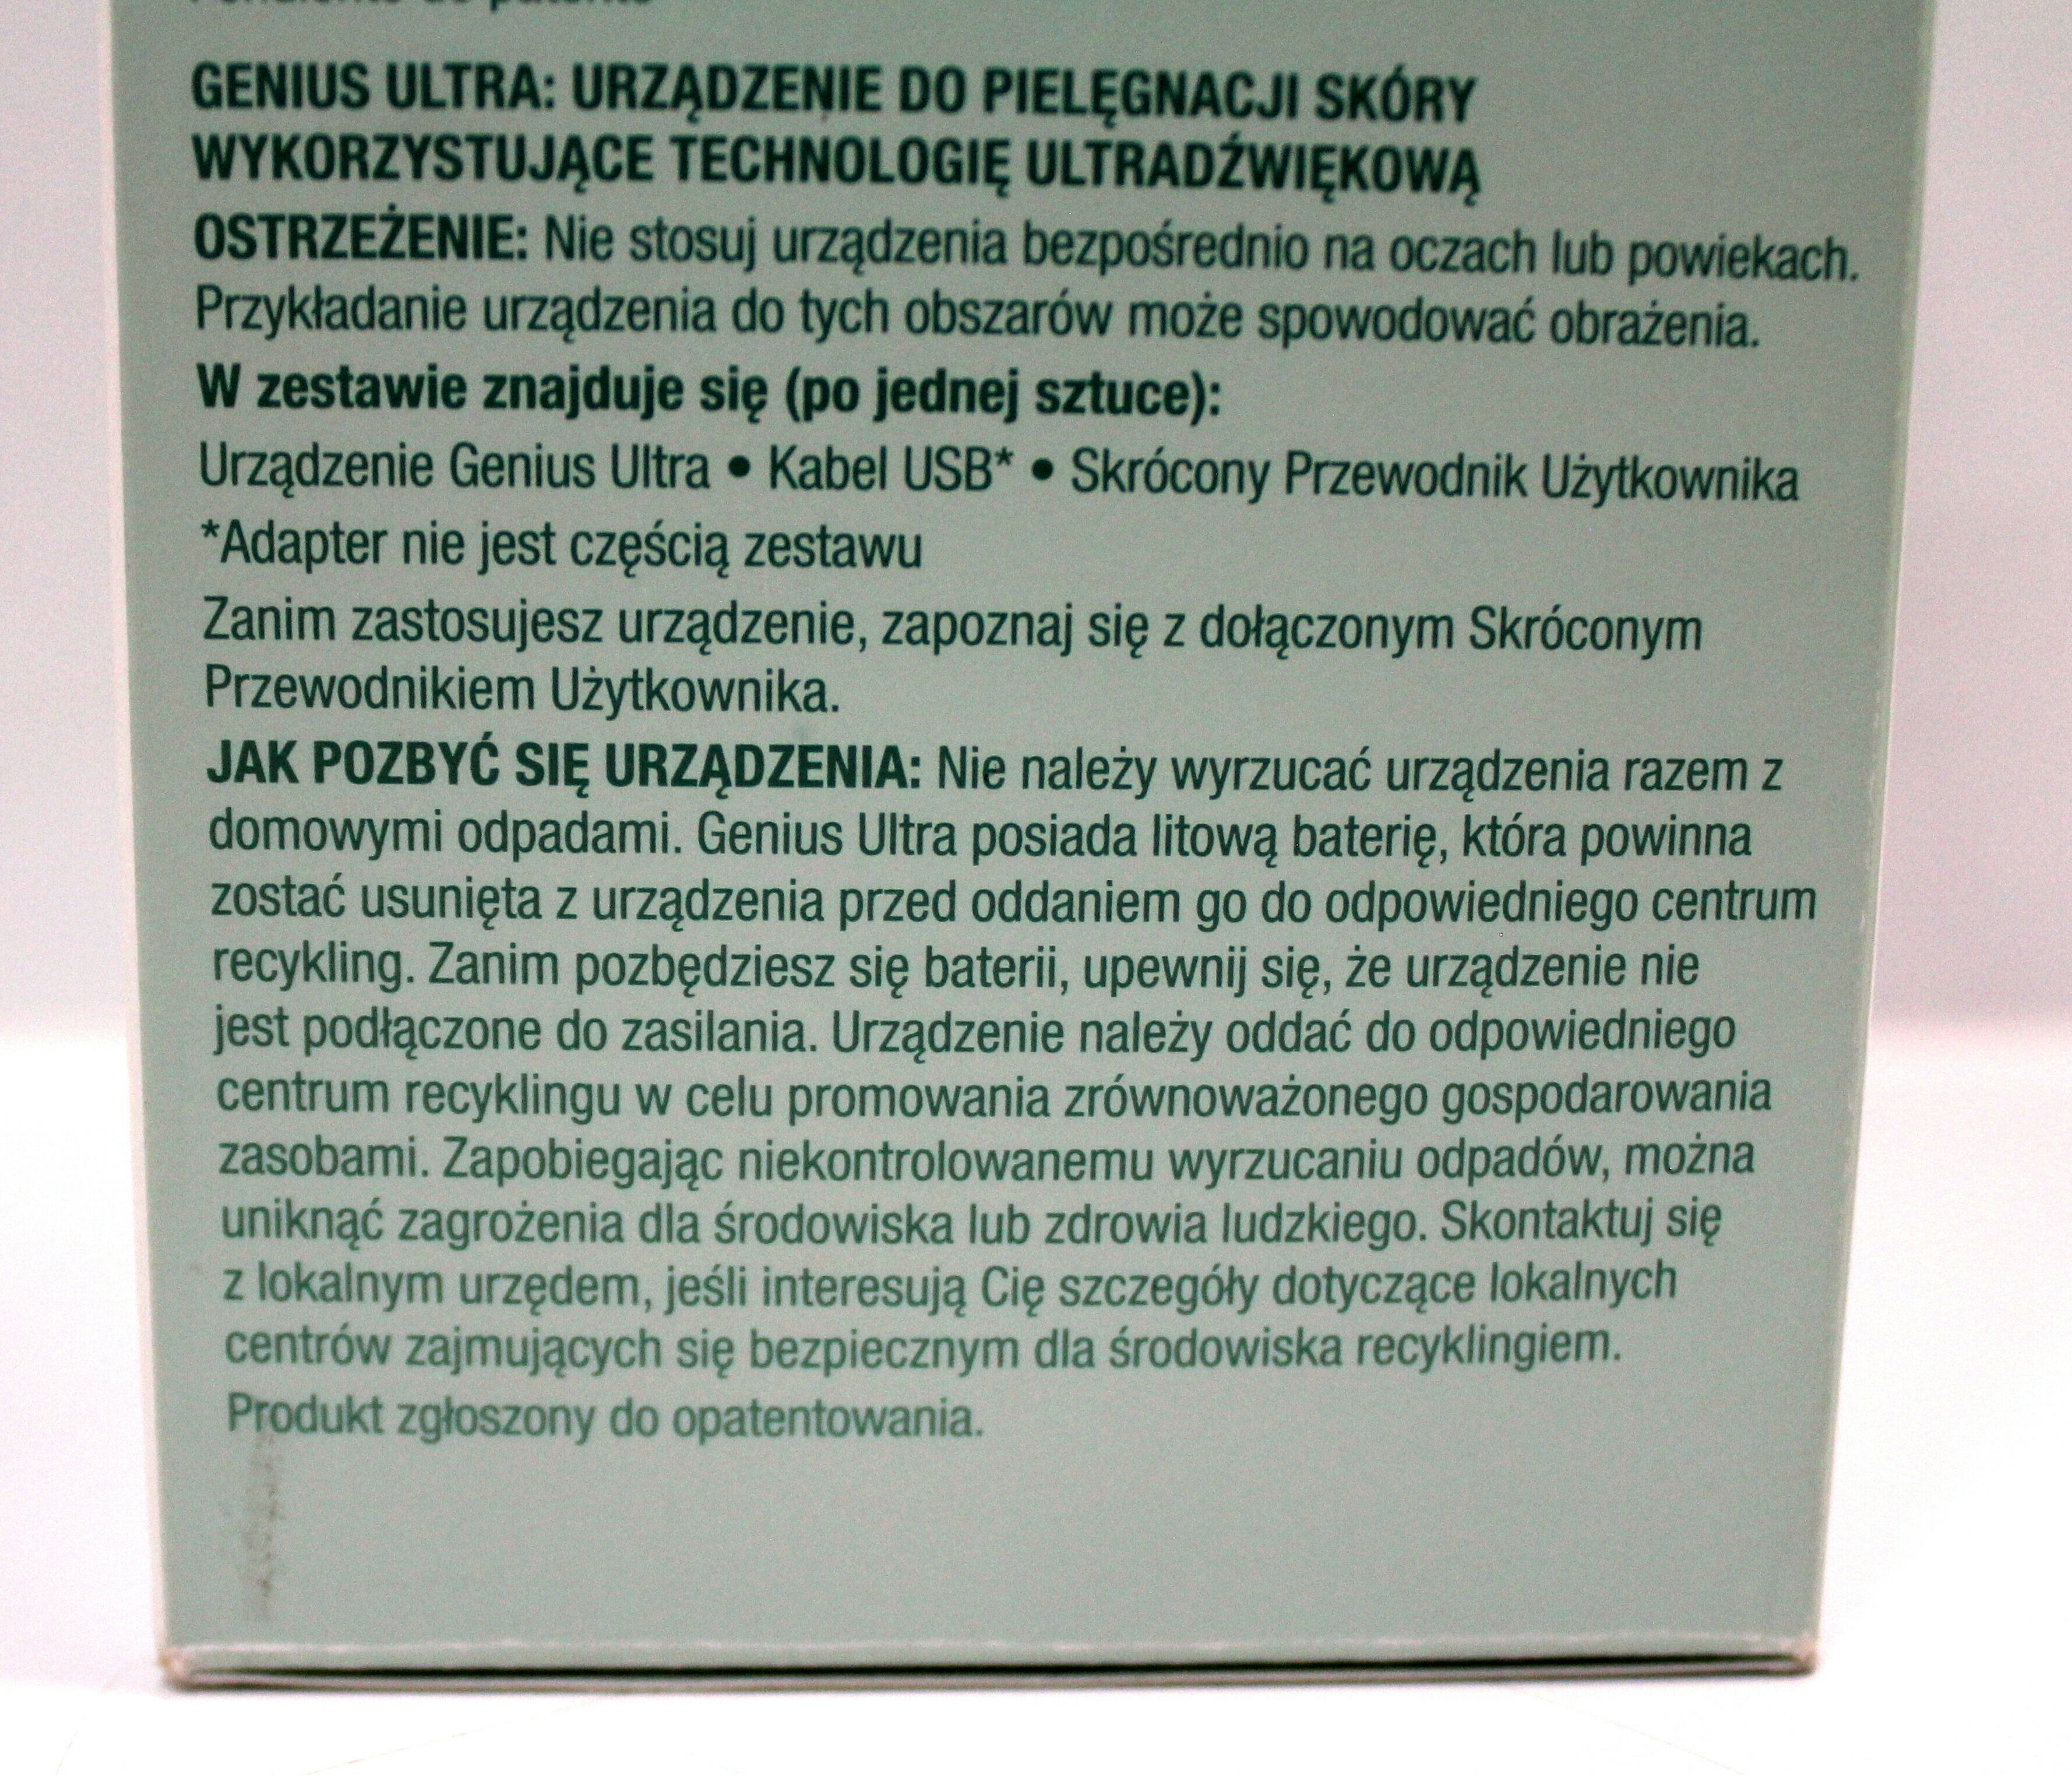 GENIUS ULTRA: URZĄDZENIE DO PIELĘGNACJI SKÓRY
WYKORZYSTUJĄCE TECHNOLOGIĘ ULTRADŹWIĘKOWĄ
OSTRZEŻENIE: Nie stosuj urządzenia bezpośrednio na oczach lub powiekach.
Przykładanie urządzenia do tych obszarów może spowodować obrażenia.
W zestawie znajduje się (po jednej sztuce):
Urządzenie Genius Ultra • Kabel USB* • Skrócony Przewodnik Użytkownika
*Adapter nie jest częścią zestawu
Zanim zastosujesz urządzenie, zapoznaj się z dołączonym Skróconym
Przewodnikiem Użytkownika.
JAK POZBYĆ SIĘ URZĄDZENIA: Nie należy wyrzucać urządzenia razem z
domowymi odpadami. Genius Ultra posiada litową baterię, która powinna
zostać usunięta z urządzenia przed oddaniem go do odpowiedniego centrum
recykling. Zanim pozbędziesz się baterii, upewnij się, że urządzenie nie
jest podłączone do zasilania. Urządzenie należy oddać do odpowiedniego
centrum recyklingu w celu promowania zrównoważonego gospodarowania
zasobami. Zapobiegając niekontrolowanemu wyrzucaniu odpadów, można
uniknąć zagrożenia dla środowiska lub zdrowia ludzkiego. Skontaktuj się
z lokalnym urzędem, jeśli interesują Cię szczegóły dotyczące lokalnych
centrów zajmujących się bezpiecznym dla środowiska recyklingiem.
Produkt zgłoszony do opatentowania.